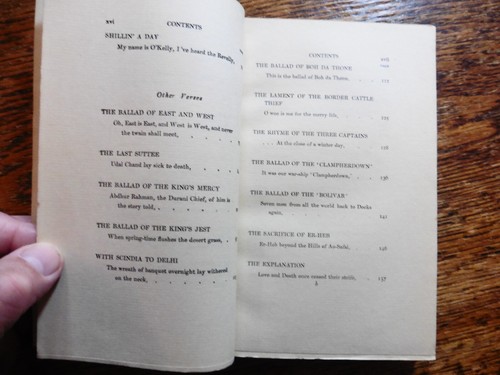 xvi CONTENTS
SHILLIN' A DAY
My name is O'Kelly, I've heard the Revelly,
Other Verses
THE BALLAD OF EAST AND WEST
Oh, East is East, and West is West, and never
the twain shall meet,
THE LAST SUTTEE
Udai Chand lay sick to death,
THE BALLAD OF THE KING'S MERCY
Abdhur Rahman, the Durani Chief, of him is
the story told,
THE BALLAD OF THE KING'S JEST
When spring-time flushes the desert grass,
WITH SCINDIA TO DELHI
The wreath of banquet overnight lay withered
on the neck,
CONTENTS
THE BALLAD OF BOH DA THONE
This is the ballad of Boh da Thone,
THE LAMENT OF THE BORDER CATTLE
THIEF
O woe is me for the merry life,
THE RHYME OF THE THREE CAPTAINS
. . . At the close of a winter day,
THE BALLAD OF THE "CLAMPHERDOWN"
It was our war-ship "Clampherdown,"
THE BALLAD OF THE "BOLIVAR"
Seven men from all the world back to Docks
again,
THE SACRIFICE OF ER-HEB
Er-Heb beyond the Hills of Ao-Safai
THE EXPLANATION
Love and Death once ceased their strife, 157